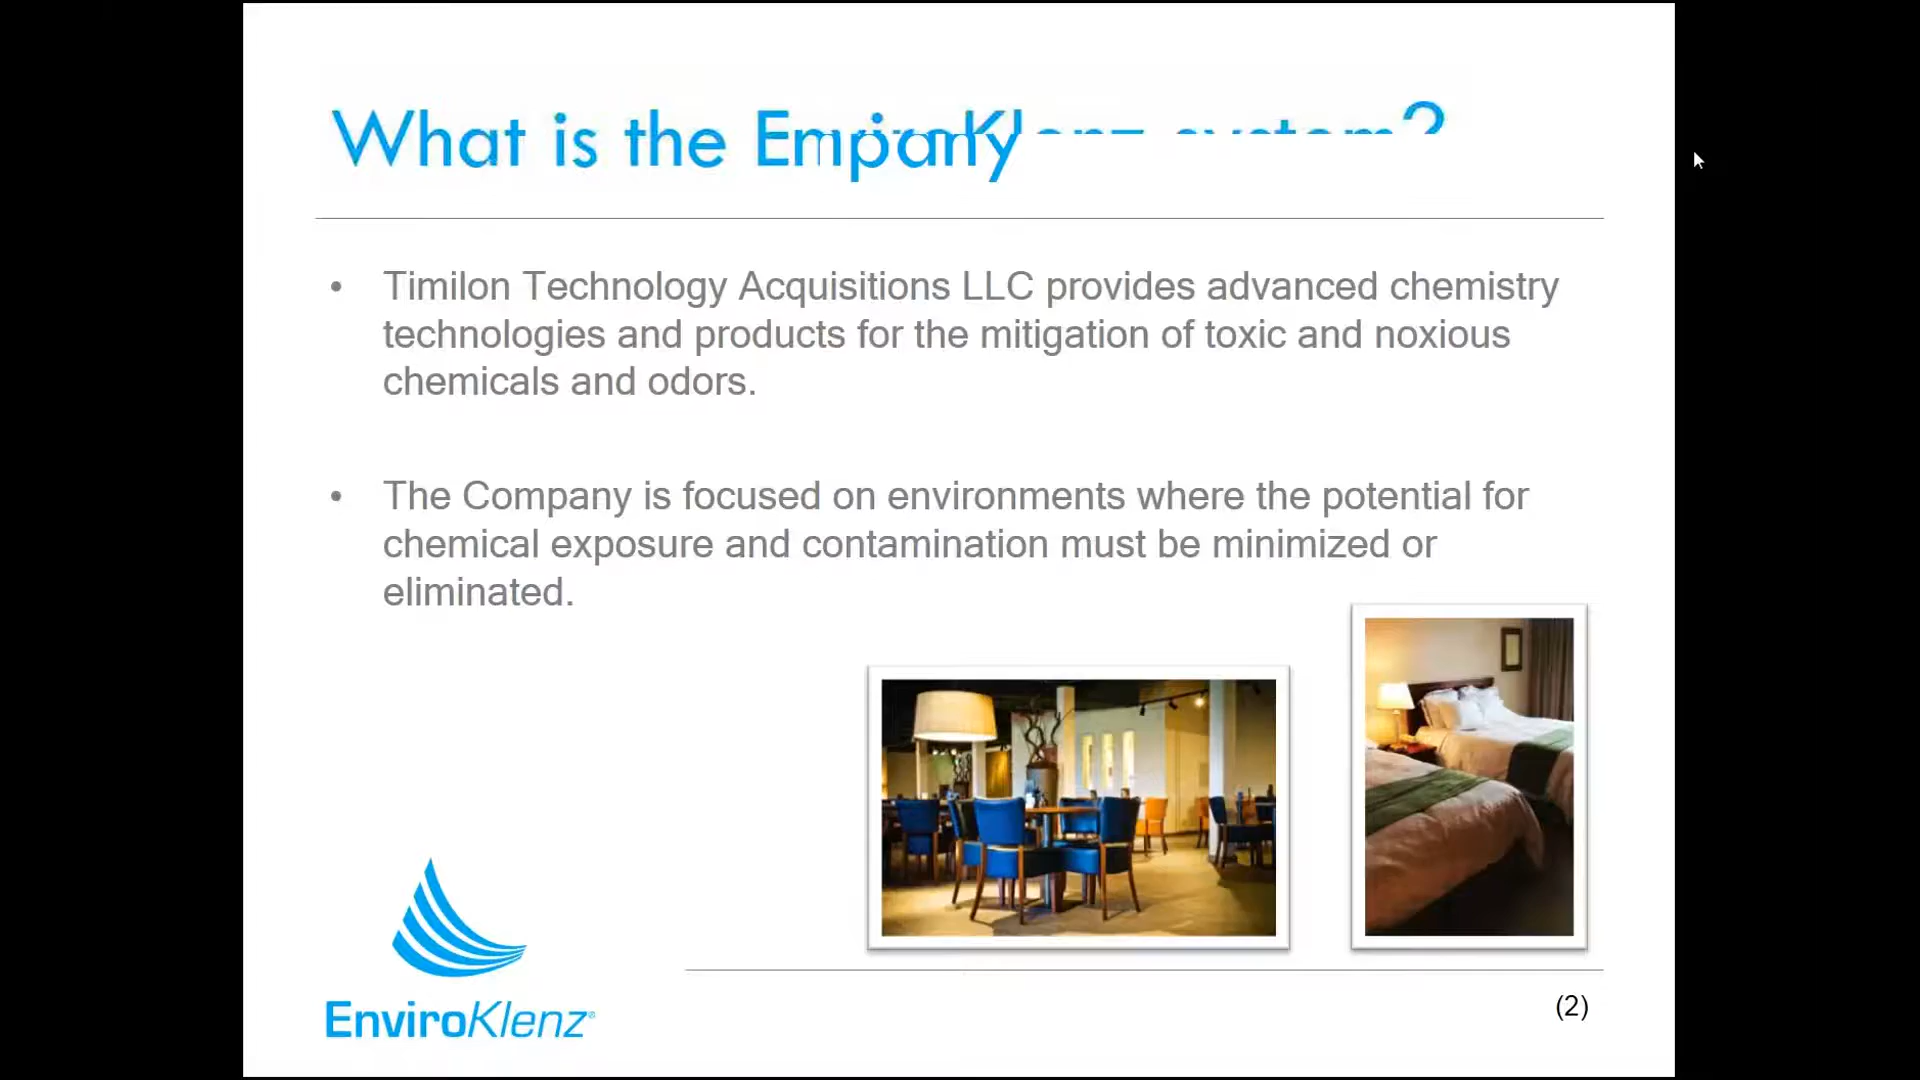 What is the
• Timilon Technology Acquisitions LLC provides advanced chemistry
technologies and products for the mitigation of toxic and noxious
chemicals and odors.
• The Company is focused on environments where the potential for
chemical exposure and contamination must be minimized or
eliminated.
EnviroKlenz®
(2)